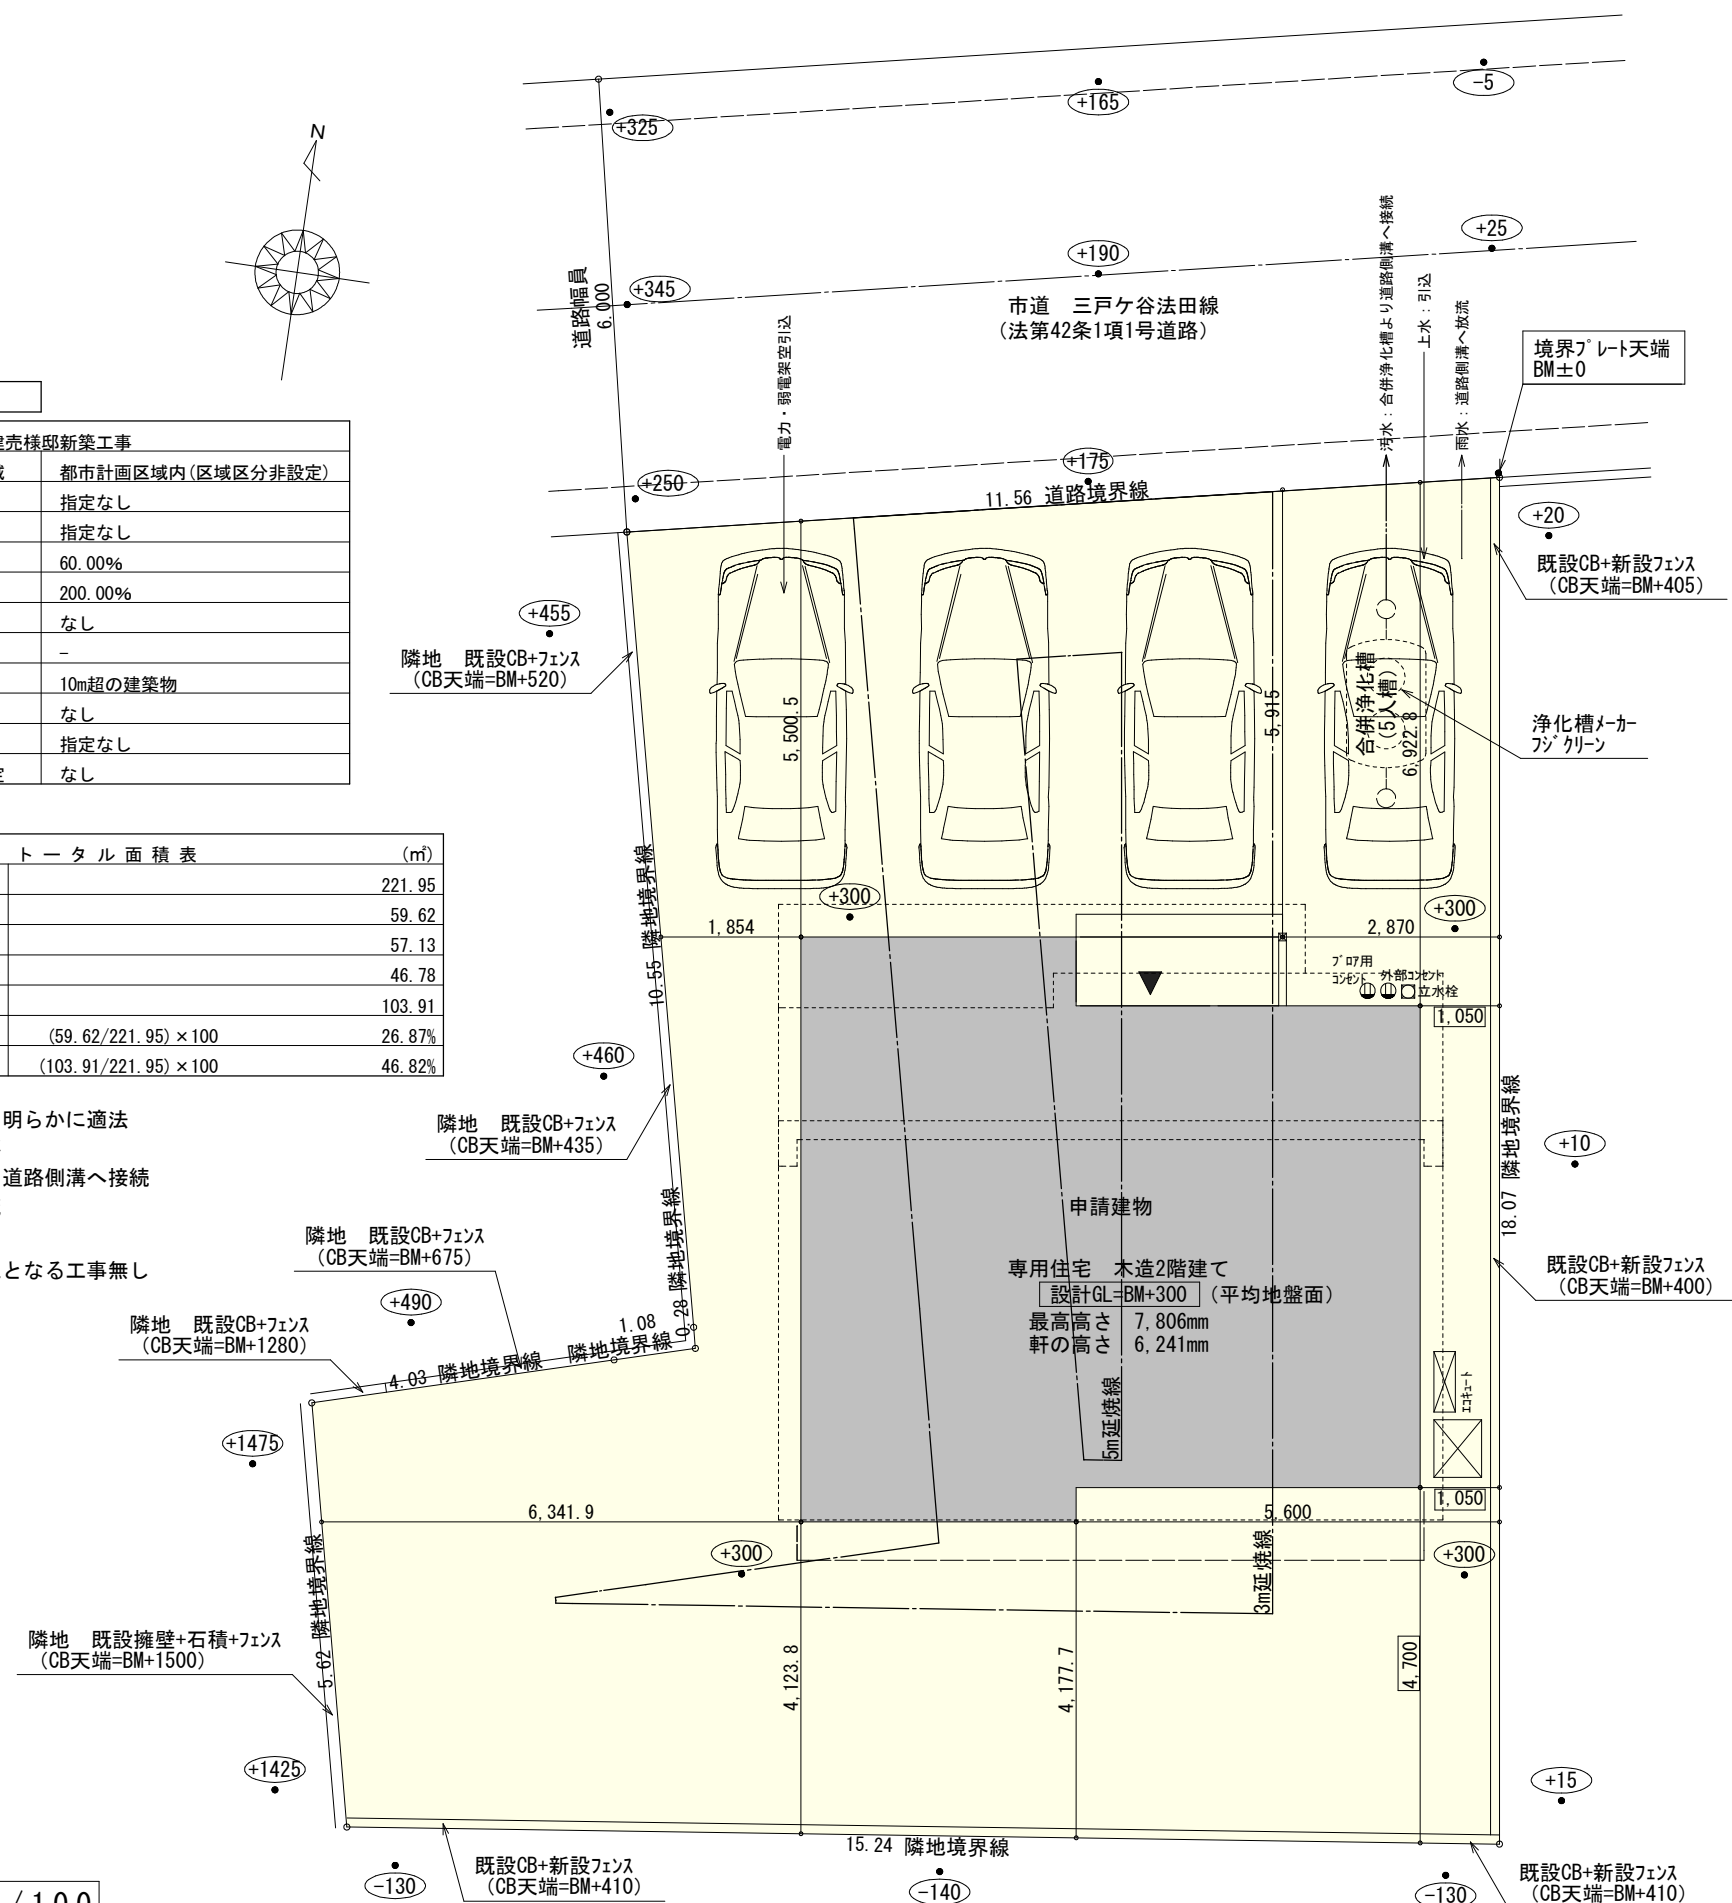 -5
+165
+325
N
+25
+190
+345
道路幅員
6.000
市道　三戸ケ谷法田線
(法第42条1項1号道路)
電力・弱電架空引込
汚水：合併浄化槽より道路側溝へ接続
上水：引込
雨水：道路側溝へ放流
境界プレート天端
BM±0
建売様邸新築工事
都市計画区域内(区域区分非設定)
指定なし
指定なし
60.00%
200.00%
なし
-
10m超の建築物
なし
指定なし
なし
+175
+250
11.56 道路境界線
+20
既設CB+新設フェンス
(CB天端=BM+405)
+455
隣地　既設CB+フェンス
(CB天端=BM+520)
5,500.5
5,915
合併浄化槽
(5人槽)
6,922.8
浄化槽メーカー
フジクリーン
トータル面積表 (㎡)
221.95
59.62
57.13
46.78
103.91
(59.62/221.95)×100 26.87%
(103.91/221.95)×100 46.82%
10.55 隣地境界線
+300
+300
1,854
2,870
ブロア用
コンセント
外部コンセント
立水栓
1,050
+460
隣地　既設CB+フェンス
(CB天端=BM+435)
明らかに適法
道路側溝へ接続
となる工事無し
18.07 隣地境界線
+10
申請建物
専用住宅　木造2階建て
設計GL=BM+300 (平均地盤面)
最高高さ　7,806mm
軒の高さ　6,241mm
既設CB+新設フェンス
(CB天端=BM+400)
隣地　既設CB+フェンス
(CB天端=BM+675)
+490
隣地　既設CB+フェンス
(CB天端=BM+1280)
0.28 隣地境界線
1.08
隣地境界線
4.03 隣地境界線
エコキュート
5m延焼線
+1475
1,050
6,341.9
5,600
+300
+300
3m延焼線
5.62 隣地境界線
隣地　既設擁壁+石積+フェンス
(CB天端=BM+1500)
4,123.8
4,177.7
4,700
+1425
+15
15.24 隣地境界線
既設CB+新設フェンス
(CB天端=BM+410)
-130
-140
-130
既設CB+新設フェンス
(CB天端=BM+410)
/100